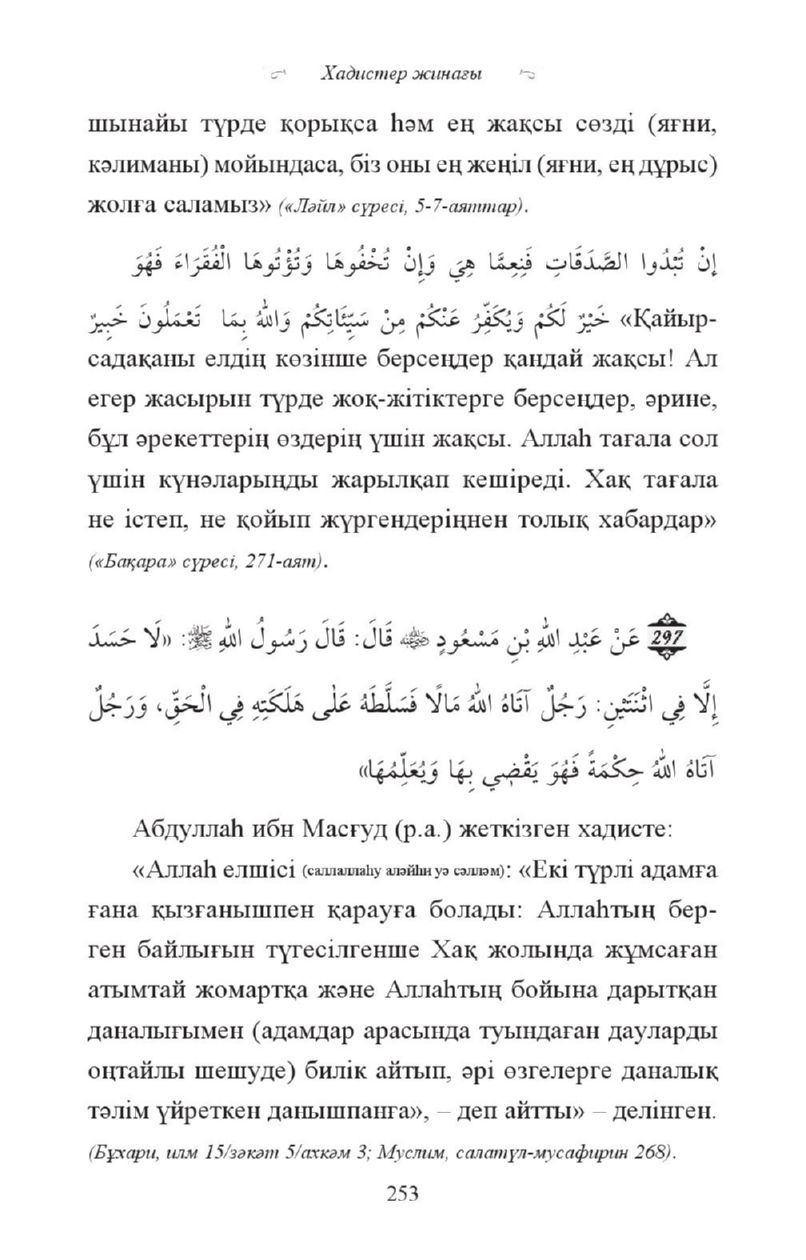 Хадистер жинағы
шынайы түрде қорықса һәм ең жақсы сөзді (яғни,
кәлиманы) мойындаса, біз оны ең жеңіл (яғни, ең дұрыс)
жолға саламыз» («Ләйл» сүресі, 5-7-аяттар).
إِنْ تُبْدُوا الصَّدَقَاتِ فَنِعِمَّا هِيَ وَإِنْ تُخْفُوهَا وَتُؤْتُوهَا الْفُقَرَاءَ فَهُوَ
خَيْرٌ لَكُمْ وَيُكَفِّرُ عَنْكُمْ مِنْ سَيِّئَاتِكُمْ وَاللهُ بِمَا تَعْمَلُونَ خَبِيرٌ «Қайыр-
садақаны елдің көзінше берсеңдер қандай жақсы! Ал
егер жасырын түрде жоқ-жітіктерге берсеңдер, әрине,
бұл әрекеттерің өздерің үшін жақсы. Аллаһ тағала сол
үшін күнәларыңды жарылқап кешіреді. Хақ тағала
не істеп, не қойып жүргендеріңнен толық хабардар»
(«Бақара» сүресі, 271-аят).
297 عَنْ عَبْدِ اللهِ بْنِ مَسْعُودٍ ﷺ قَالَ: قَالَ رَسُولُ اللهِ ﷺ: «لَا حَسَدَ
إِلَّا فِي اثْنَتَيْنِ: رَجُلٌ آتَاهُ اللهُ مَالًا فَسَلَّطَهُ عَلَى هَلَكَتِهِ فِي الْحَقِّ، وَرَجُلٌ
آتَاهُ اللهُ حِكْمَةً فَهُوَ يَقْضِي بِهَا وَيُعَلِّمُهَا»
Абдуллаһ ибн Масғуд (р.а.) жеткізген хадисте:
«Аллаһ елшісі (саллаллаһу аләйһи уә сәлләм): «Екі түрлі адамға
ғана қызғанышпен қарауға болады: Аллаһтың бер-
ген байлығын түгесілгенше Хақ жолында жұмсаған
атымтай жомартқа және Аллаһтың бойына дарытқан
даналығымен (адамдар арасында туындаған дауларды
оңтайлы шешуде) билік айтып, әрі өзгелерге даналық
тәлім үйреткен данышпанға», – деп айтты» – делінген.
(Бұхари, илм 15/зәкәт 5/ахкәм 3; Муслим, салатүл-мусафирин 268).
253